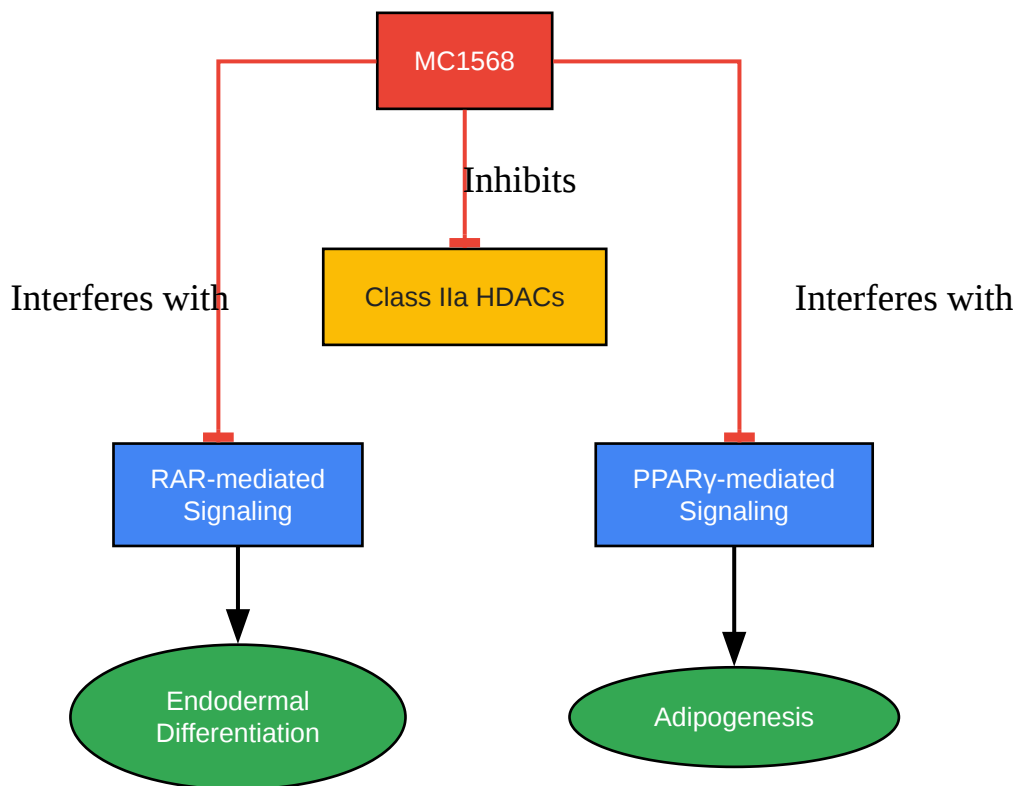 MC1568
Inhibits
Interferes with
Class IIa HDACs
Interferes with
RAR-mediated
Signaling
PPARγ-mediated
Signaling
Endodermal
Differentiation
Adipogenesis